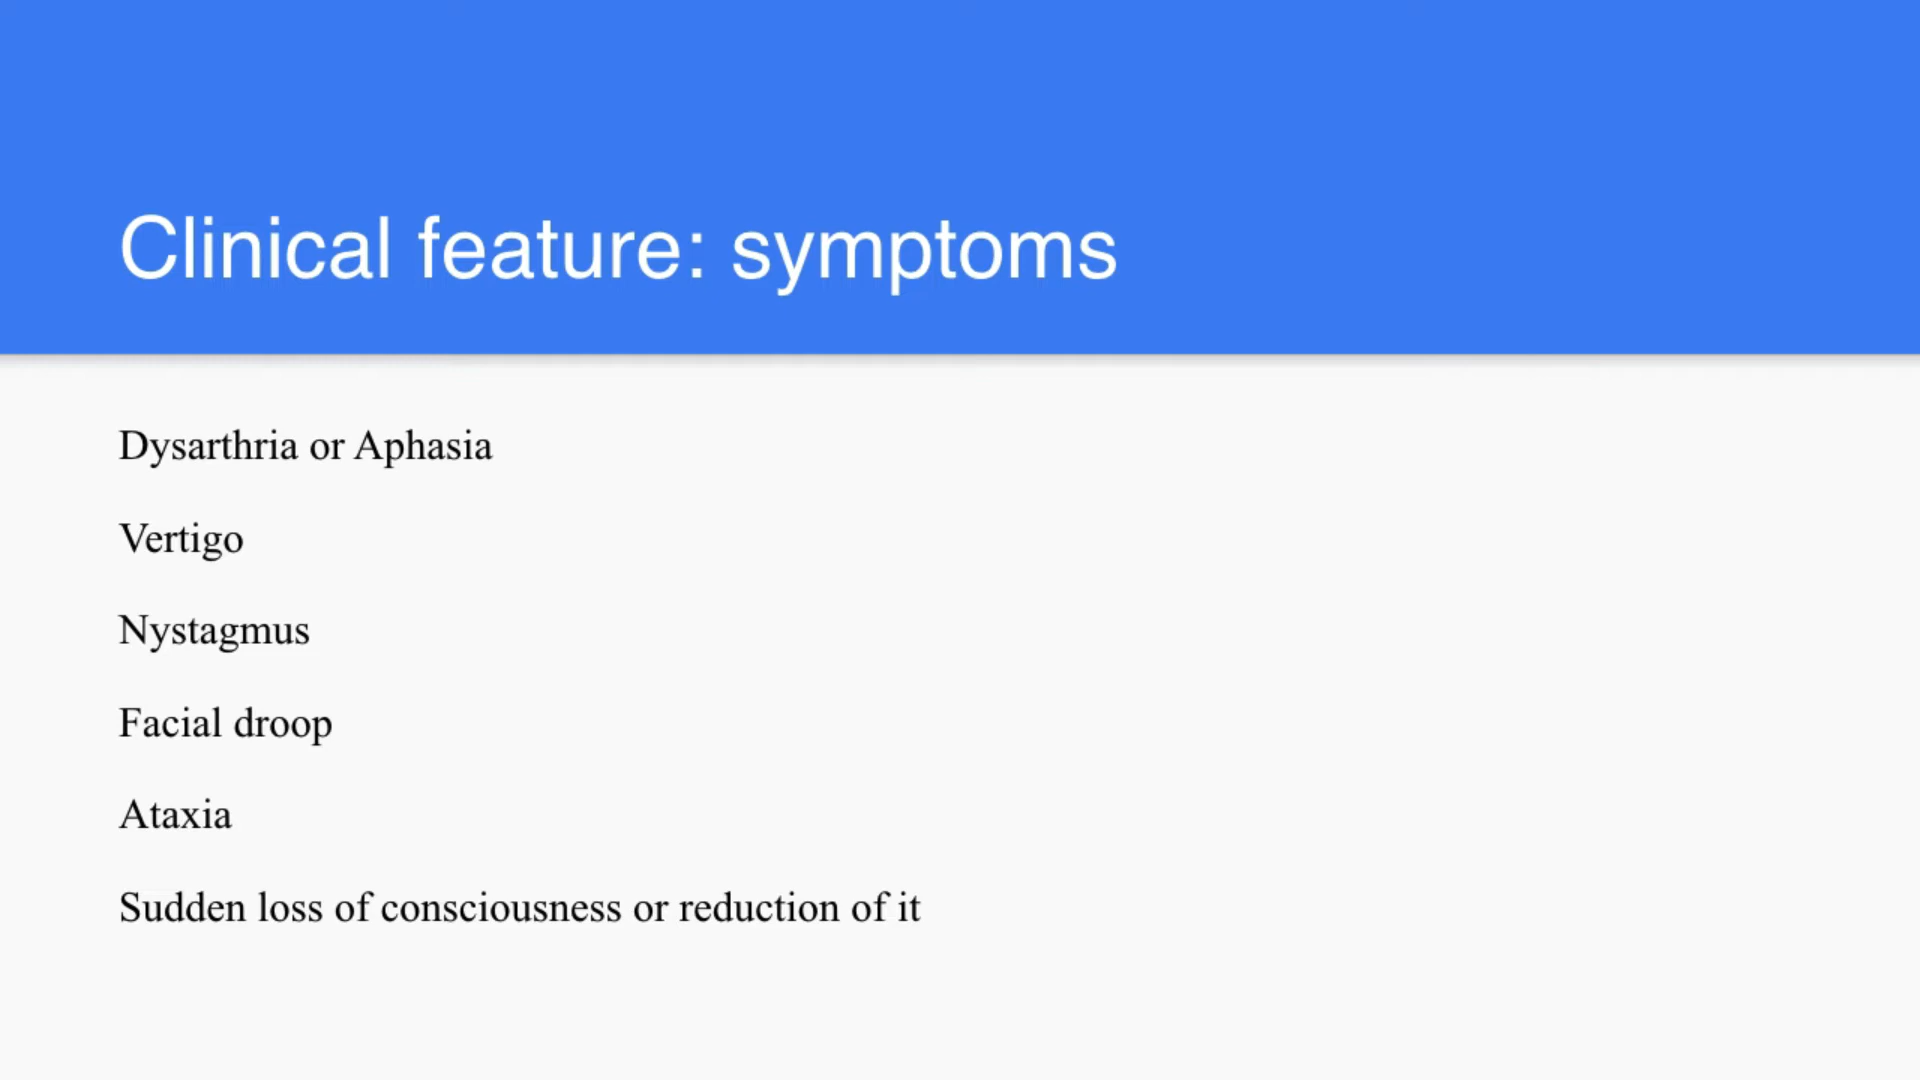 Clinical feature: symptoms
Dysarthria or Aphasia
Vertigo
Nystagmus
Facial droop
Ataxia
Sudden loss of consciousness or reduction of it